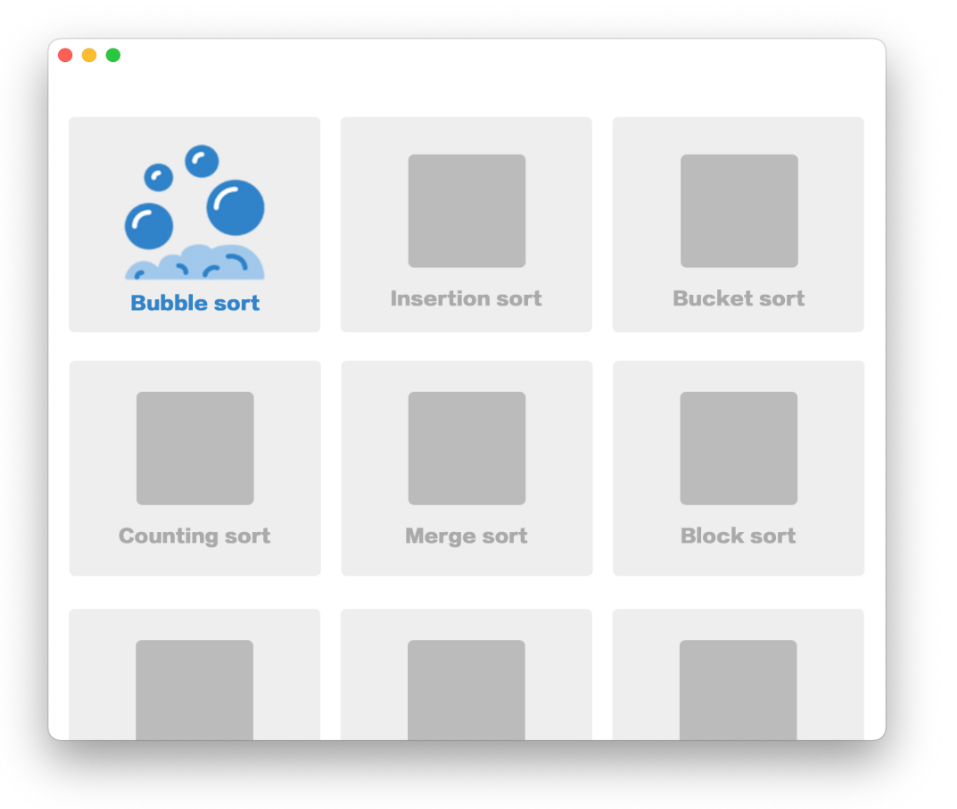 Bubble sort
Insertion sort
Bucket sort
Counting sort
Merge sort
Block sort